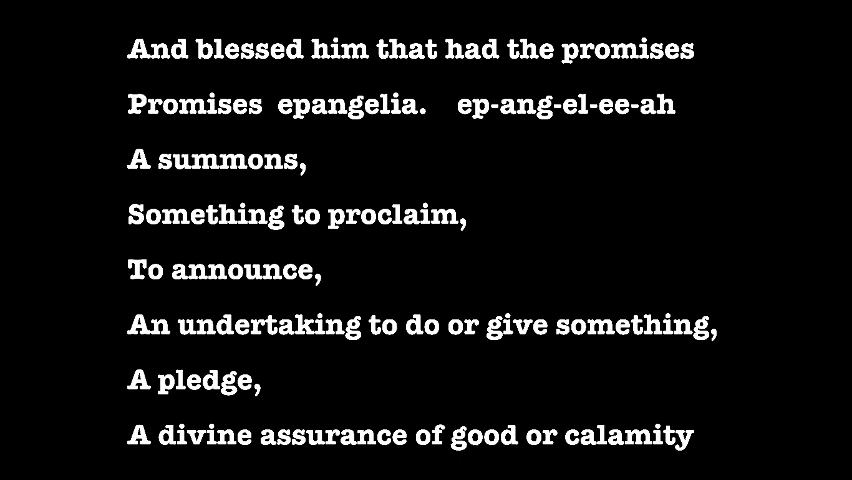 And blessed him that had the promises
Promises epangelia. ep-ang-el-ee-ah
A summons,
Something to proclaim,
To announce,
An undertaking to do or give something,
A pledge,
A divine assurance of good or calamity